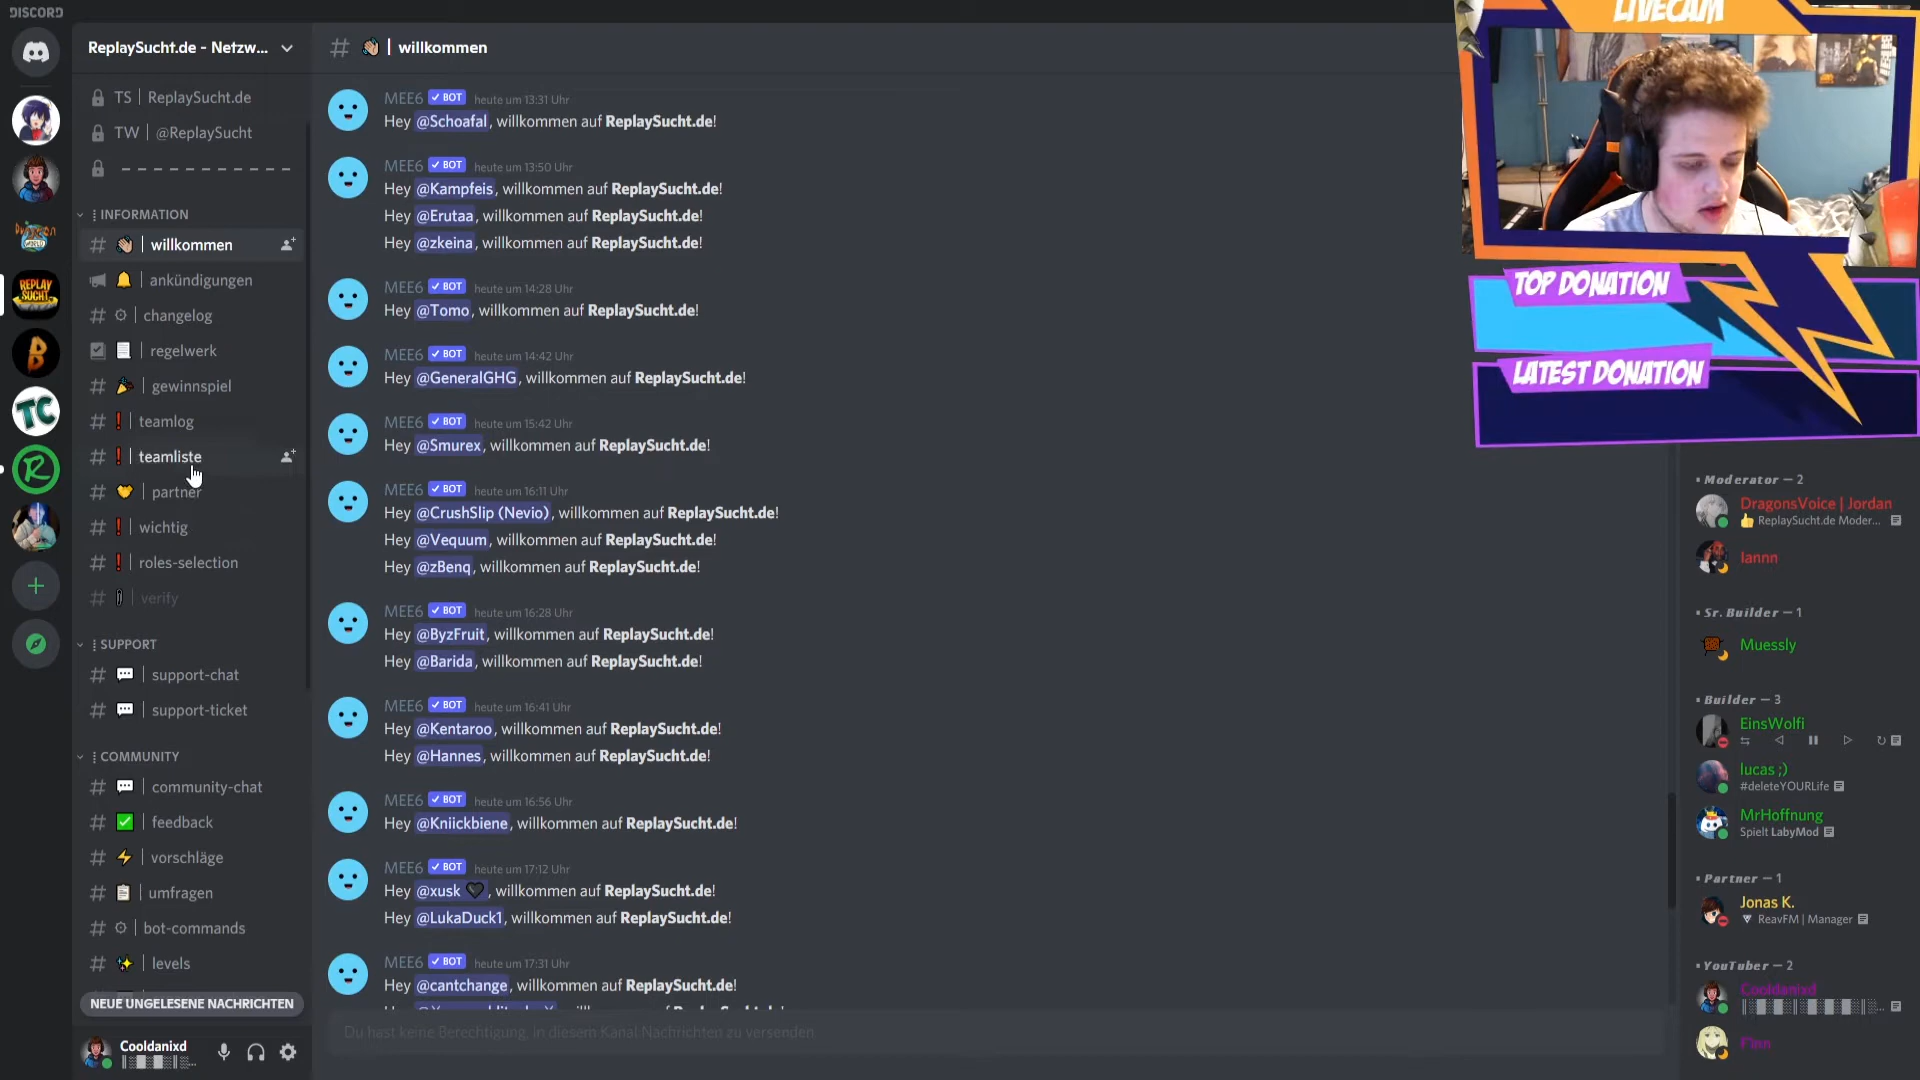 DISCORD
ReplaySucht.de - Netzw...
TS | ReplaySucht.de
TW | @ReplaySucht
INFORMATION
willkommen
ankündigungen
changelog
regelwerk
gewinnspiel
teamlog
teamliste
partner
wichtig
roles-selection
verify
SUPPORT
support-chat
support-ticket
COMMUNITY
community-chat
feedback
vorschläge
umfragen
bot-commands
levels
NEUE UNGELESENE NACHRICHTEN
Cooldanixd
# | willkommen
MEE6 BOT heute um 13:31 Uhr
Hey @Schoafal, willkommen auf ReplaySucht.de!
MEE6 BOT heute um 13:50 Uhr
Hey @Kampfeis, willkommen auf ReplaySucht.de!
Hey @Erutaa, willkommen auf ReplaySucht.de!
Hey @zkeina, willkommen auf ReplaySucht.de!
MEE6 BOT heute um 14:28 Uhr
Hey @Tomo, willkommen auf ReplaySucht.de!
MEE6 BOT heute um 14:42 Uhr
Hey @GeneralGHG, willkommen auf ReplaySucht.de!
MEE6 BOT heute um 15:42 Uhr
Hey @Smurex, willkommen auf ReplaySucht.de!
MEE6 BOT heute um 16:11 Uhr
Hey @CrushSlip (Nevio), willkommen auf ReplaySucht.de!
Hey @Vequum, willkommen auf ReplaySucht.de!
Hey @zBenq, willkommen auf ReplaySucht.de!
MEE6 BOT heute um 16:28 Uhr
Hey @ByzFruit, willkommen auf ReplaySucht.de!
Hey @Barida, willkommen auf ReplaySucht.de!
MEE6 BOT heute um 16:41 Uhr
Hey @Kentaroo, willkommen auf ReplaySucht.de!
Hey @Hannes, willkommen auf ReplaySucht.de!
MEE6 BOT heute um 16:56 Uhr
Hey @Kniickbiene, willkommen auf ReplaySucht.de!
MEE6 BOT heute um 17:12 Uhr
Hey @xusk 🖤, willkommen auf ReplaySucht.de!
Hey @LukaDuck1, willkommen auf ReplaySucht.de!
MEE6 BOT heute um 17:31 Uhr
Hey @cantchange, willkommen auf ReplaySucht.de!
Du hast keine Berechtigung, in diesem Kanal Nachrichten zu versenden.
LIVECAM
TOP DONATION
LATEST DONATION
Moderator — 2
DragonsVoice | Jordan
ReplaySucht.de Moder...
Iannn
Sr. Builder — 1
Muessly
Builder — 3
EinsWolfi
lucas ;)
#deleteYOURLife
MrHoffnung
Spielt LabyMod
Partner — 1
Jonas K.
ReavFM | Manager
YouTuber — 2
Cooldanixd
Finn
REPLAY
SUCHT
TC